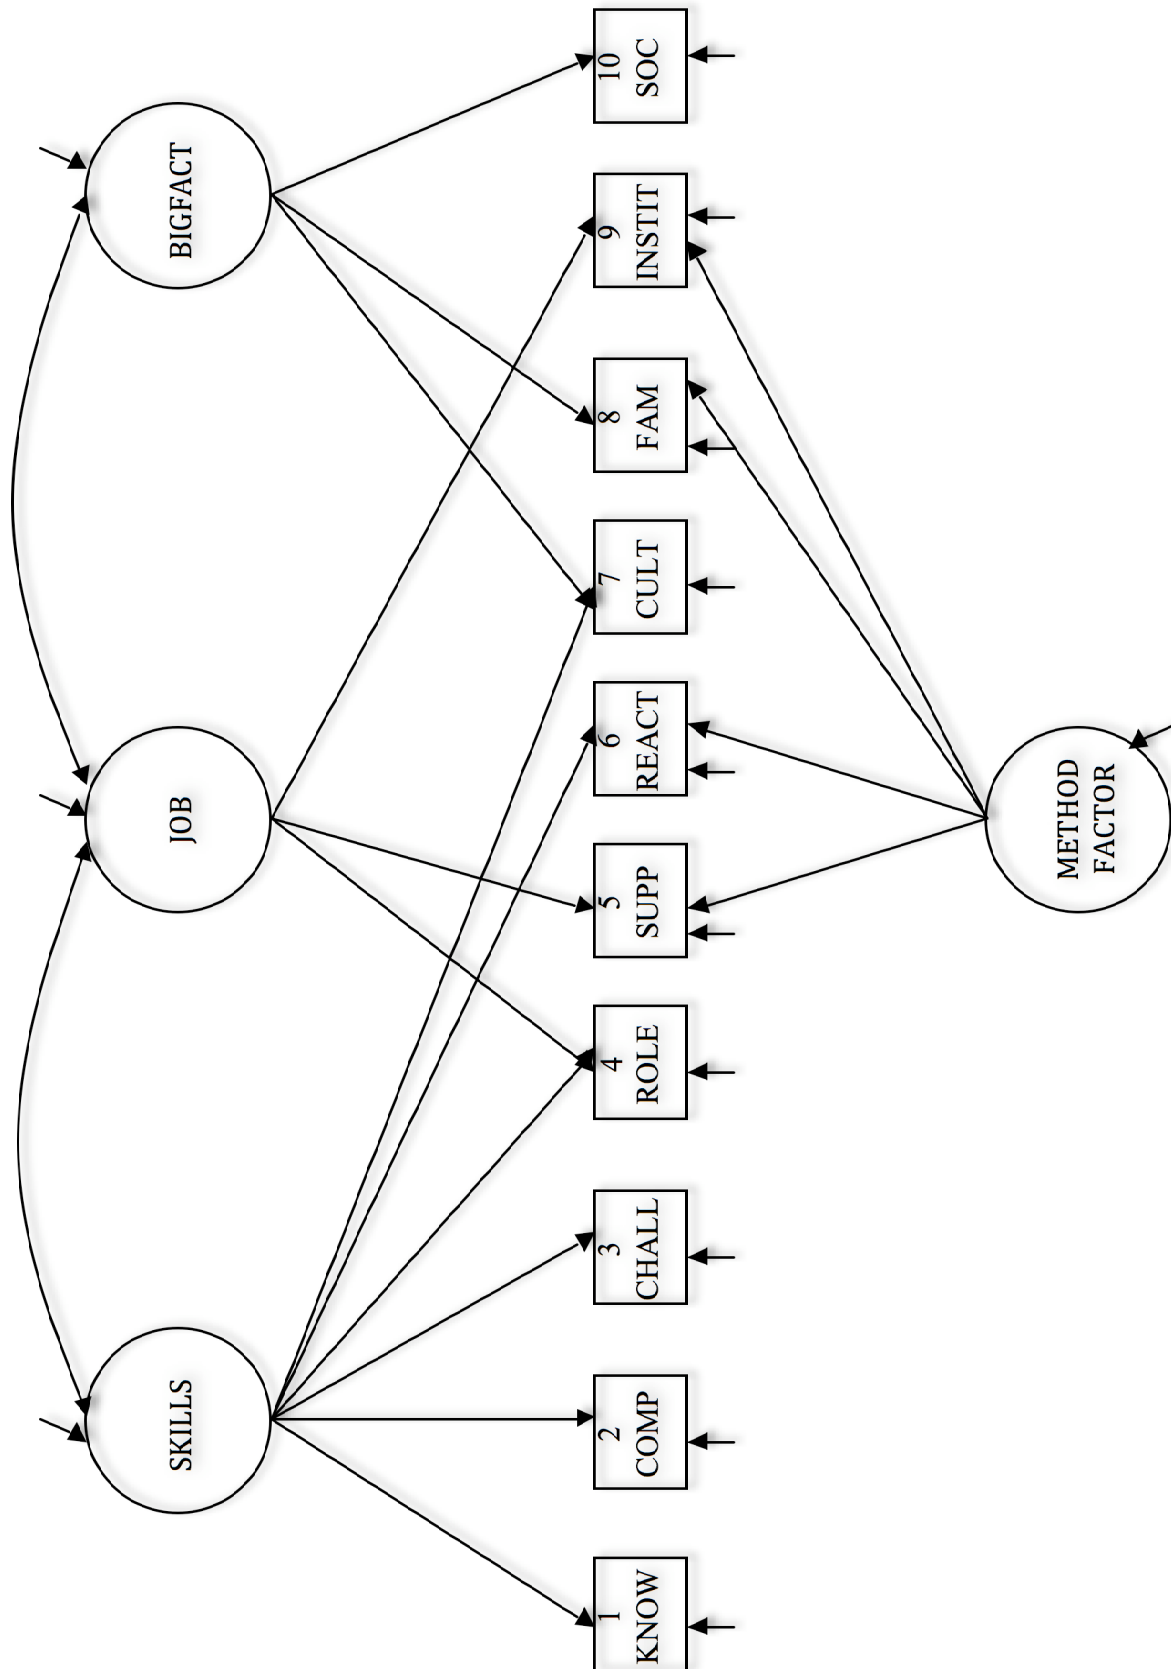 SKILLS
JOB
BIGFACT
1
KNOW
2
COMP
3
CHALL
4
ROLE
5
SUPP
6
REACT
7
CULT
8
FAM
9
INSTIT
10
SOC
METHOD
FACTOR